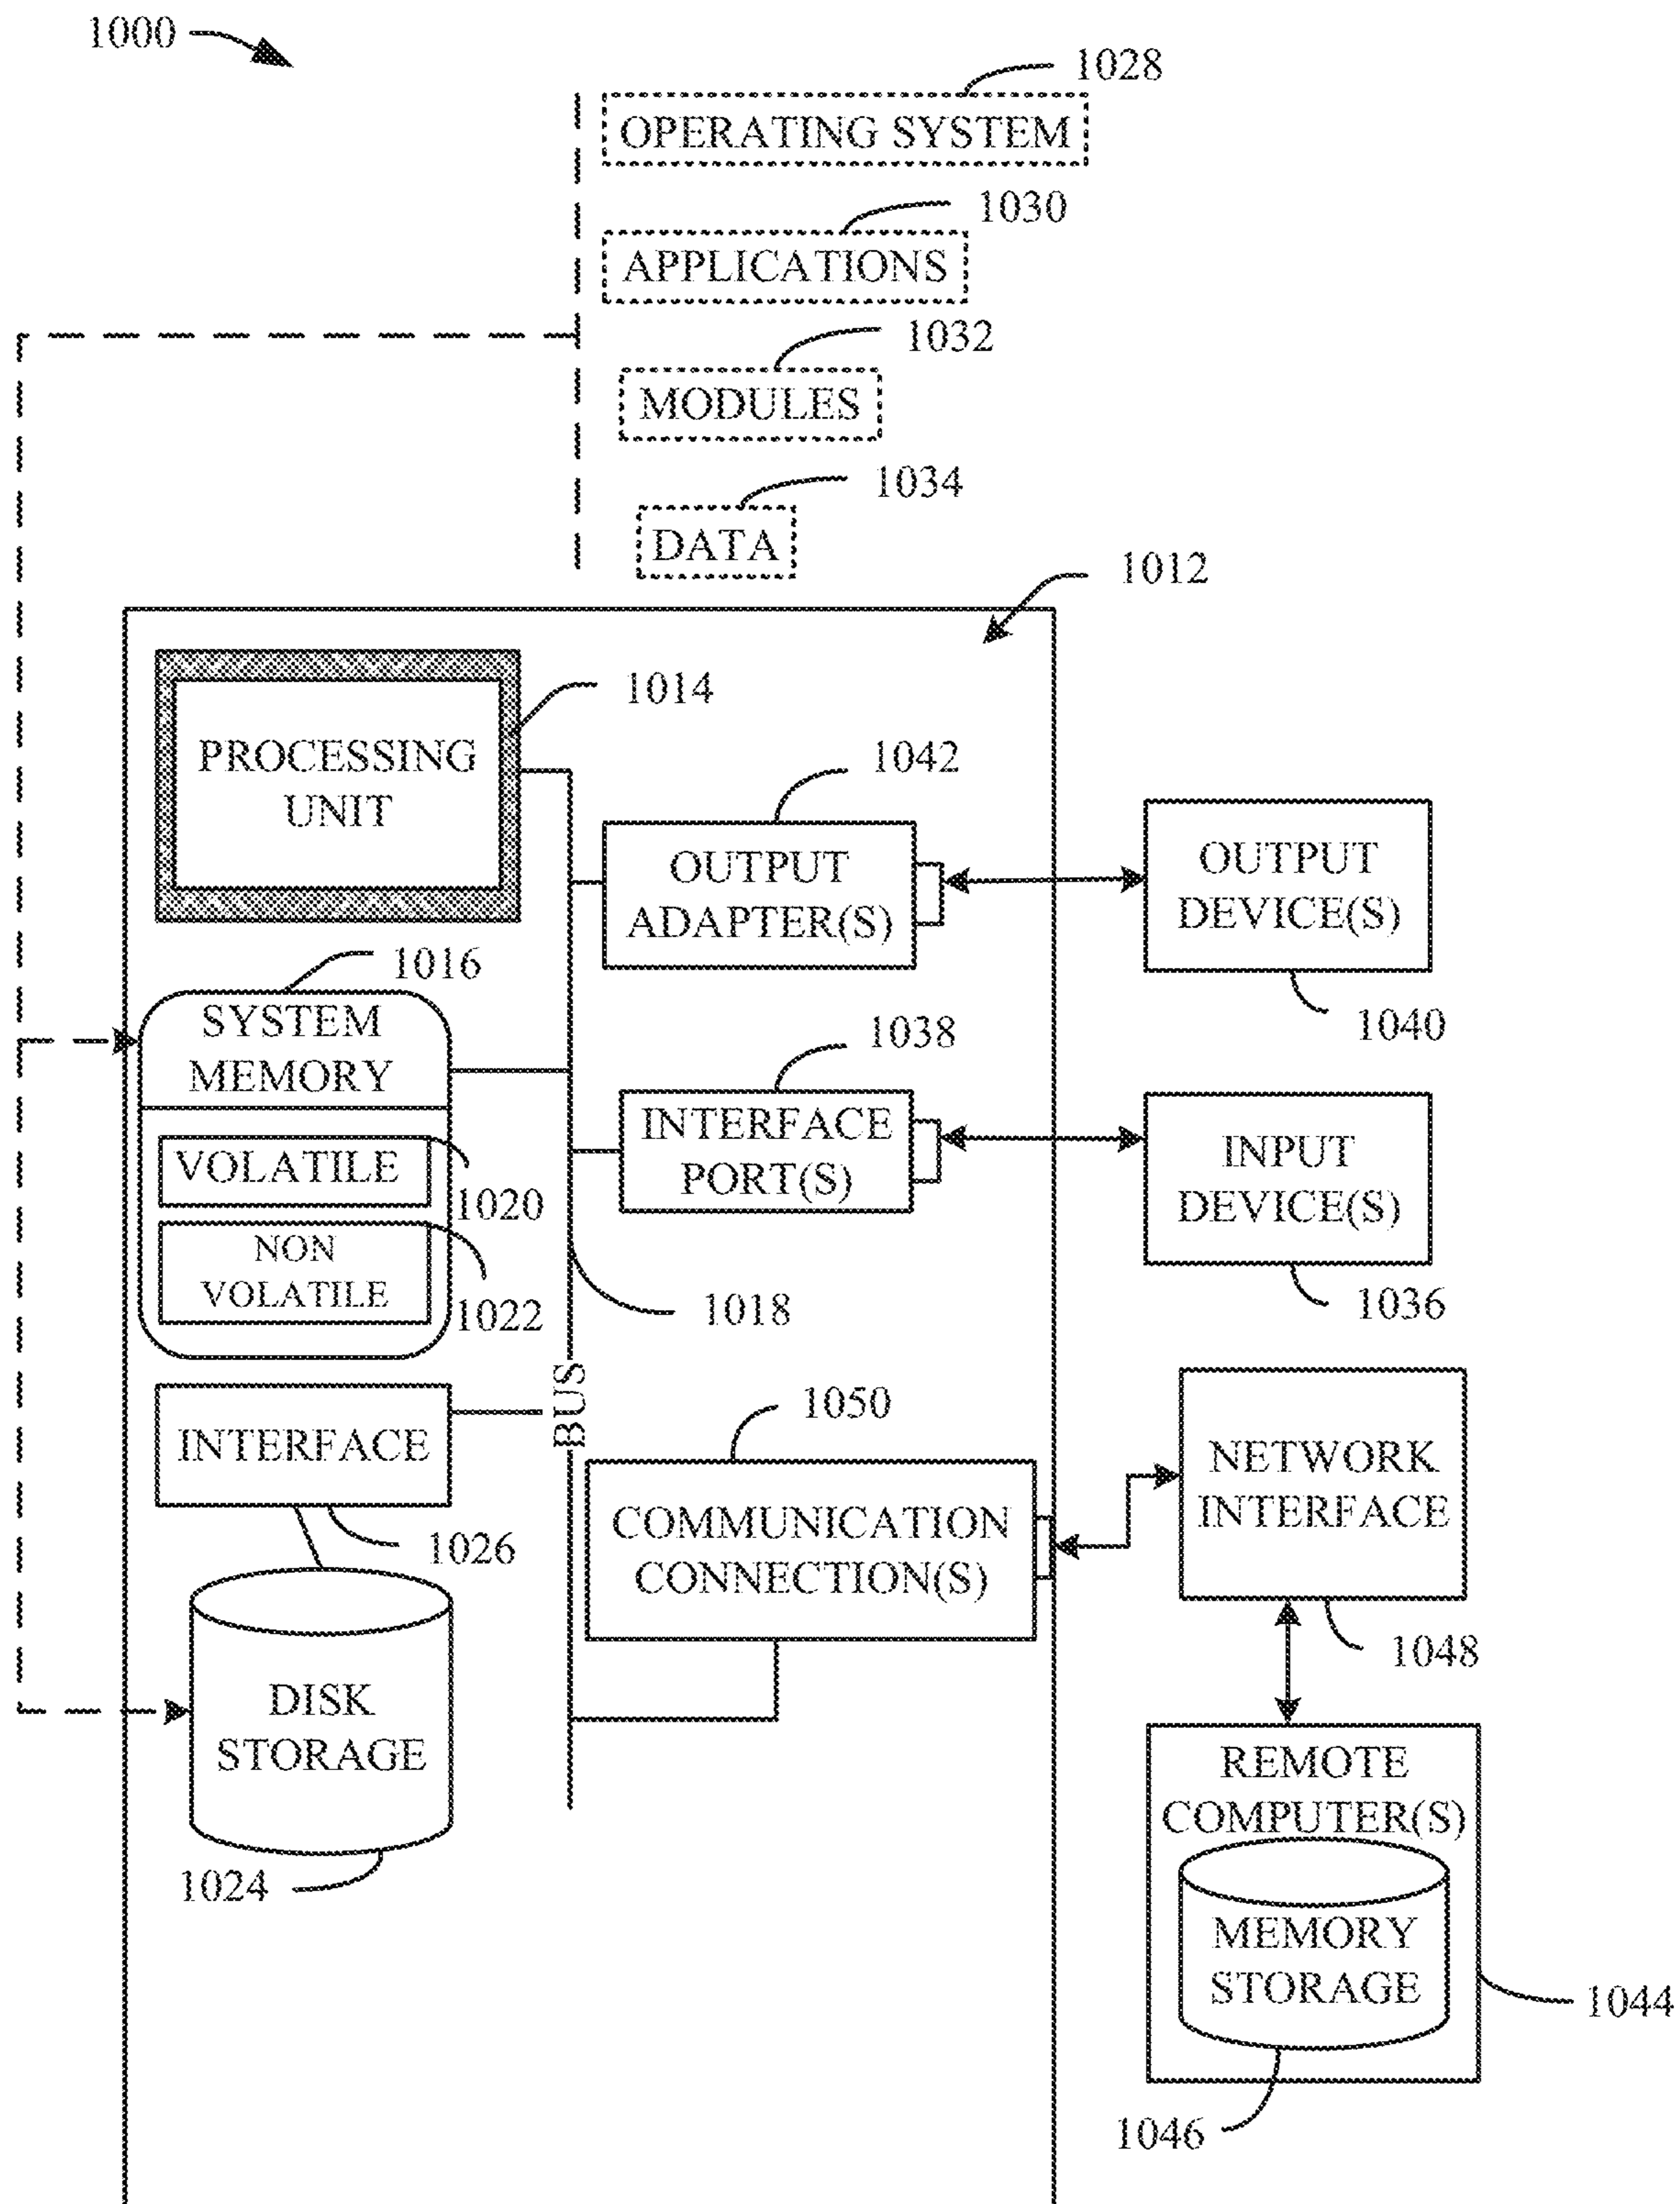 1000
1028
OPERATING SYSTEM
1030
APPLICATIONS
1032
MODULES
1034
DATA
1012
PROCESSING
UNIT
1014
1042
OUTPUT
ADAPTER(S)
OUTPUT
DEVICE(S)
1040
1016
SYSTEM
MEMORY
VOLATILE
1020
NON
VOLATILE
1022
1038
INTERFACE
PORT(S)
INPUT
DEVICE(S)
1036
1018
BUS
INTERFACE
1026
1050
COMMUNICATION
CONNECTION(S)
NETWORK
INTERFACE
1048
DISK
STORAGE
1024
REMOTE
COMPUTER(S)
MEMORY
STORAGE
1044
1046